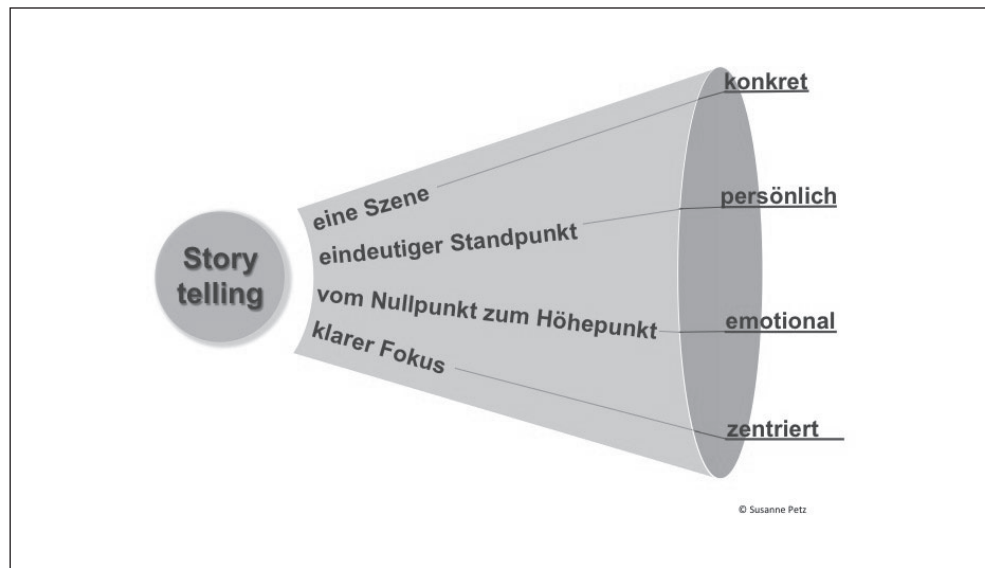 Story
telling
eine Szene
konkret
eindeutiger Standpunkt
persönlich
vom Nullpunkt zum Höhepunkt
emotional
klarer Fokus
zentriert
© Susanne Petz